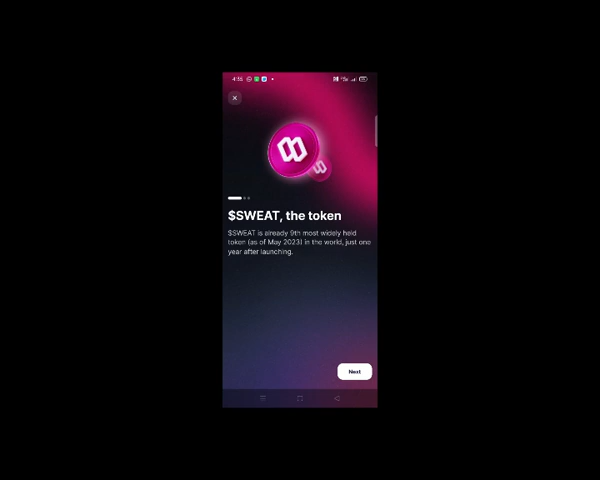 4:55
$SWEAT, the token
$SWEAT is already 9th most widely held
token (as of May 2023) in the world, just one
year after launching.
Next